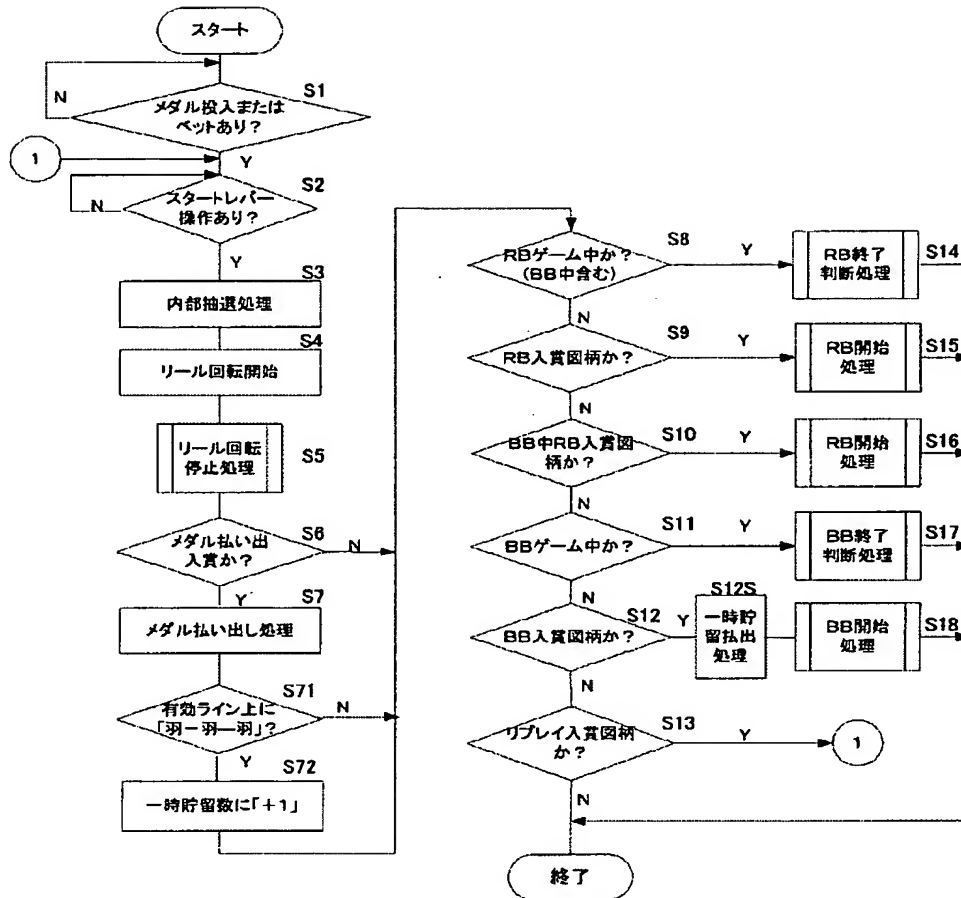 スタート
S1
N
メダル投入または
ベットあり？
1
Y
S2
N
スタートレバー
操作あり？
Y
S3
内部抽選処理
S4
リール回転開始
リール回転
停止処理
S5
S6
メダル払い出
入賞か？
N
Y
S7
メダル払い出し処理
S71
有効ライン上に
「羽－羽―羽」？
N
Y
S72
一時貯留数に「＋1」
S8
RBゲーム中か？
(BB中含む)
Y
RB終了
判断処理
S14
N
S9
RB入賞図柄か？
Y
RB開始
処理
S15
N
S10
BB中RB入賞図
柄か？
Y
RB開始
処理
S16
N
S11
BBゲーム中か？
Y
BB終了
判断処理
S17
N
S12
BB入賞図柄か？
Y
S12S
一時貯
留払出
処理
BB開始
処理
S18
N
S13
リプレイ入賞図柄
か？
Y
1
N
終了